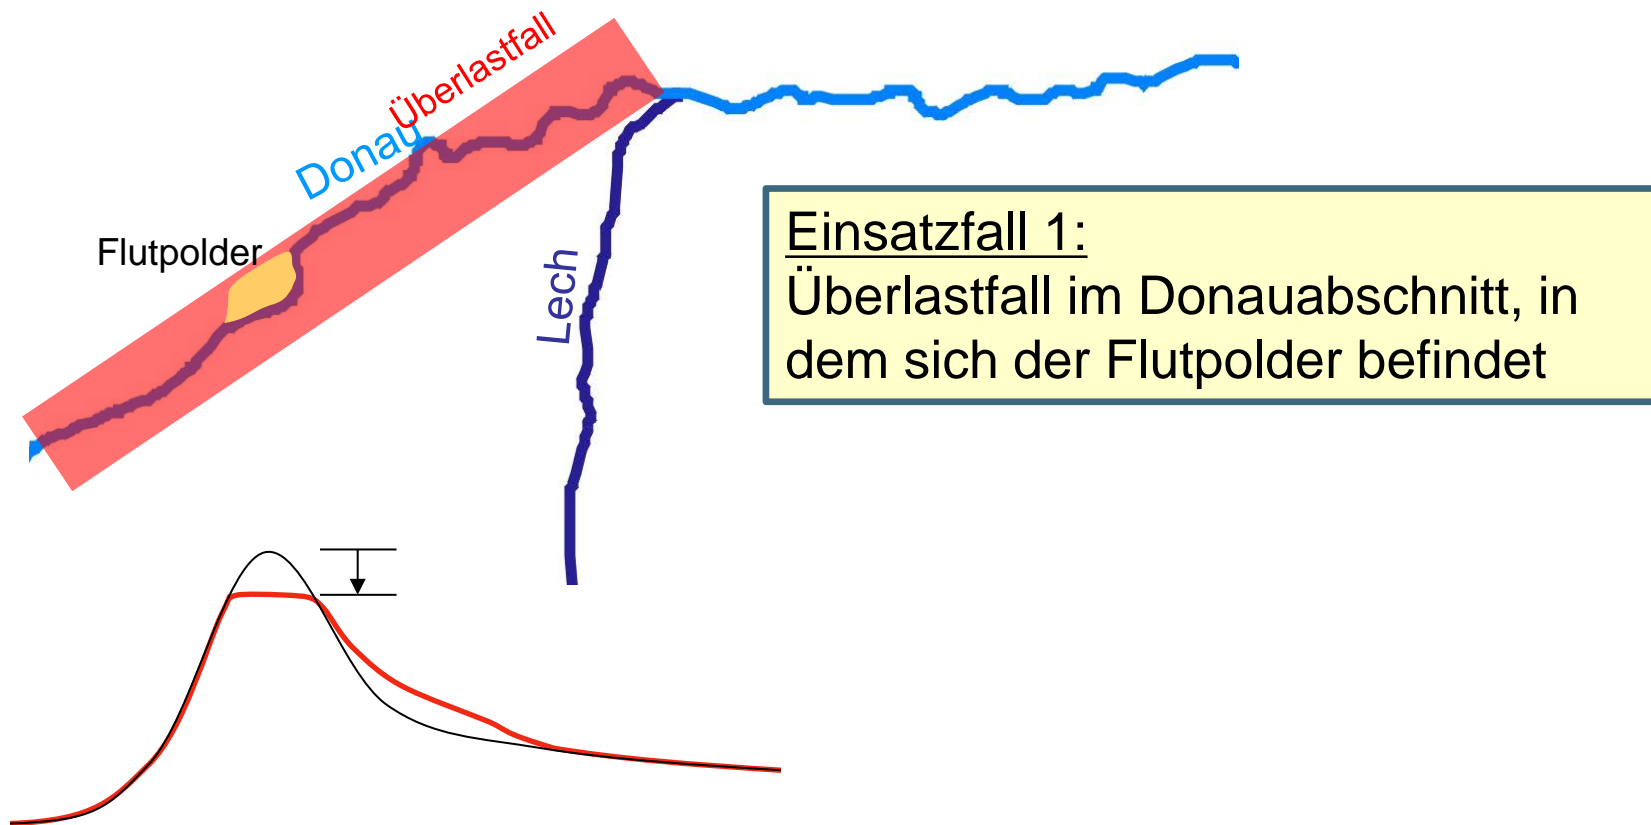 Überlastfall
Donau
Flutpolder
Lech
Einsatzfall 1:
Überlastfall im Donauabschnitt, in
dem sich der Flutpolder befindet